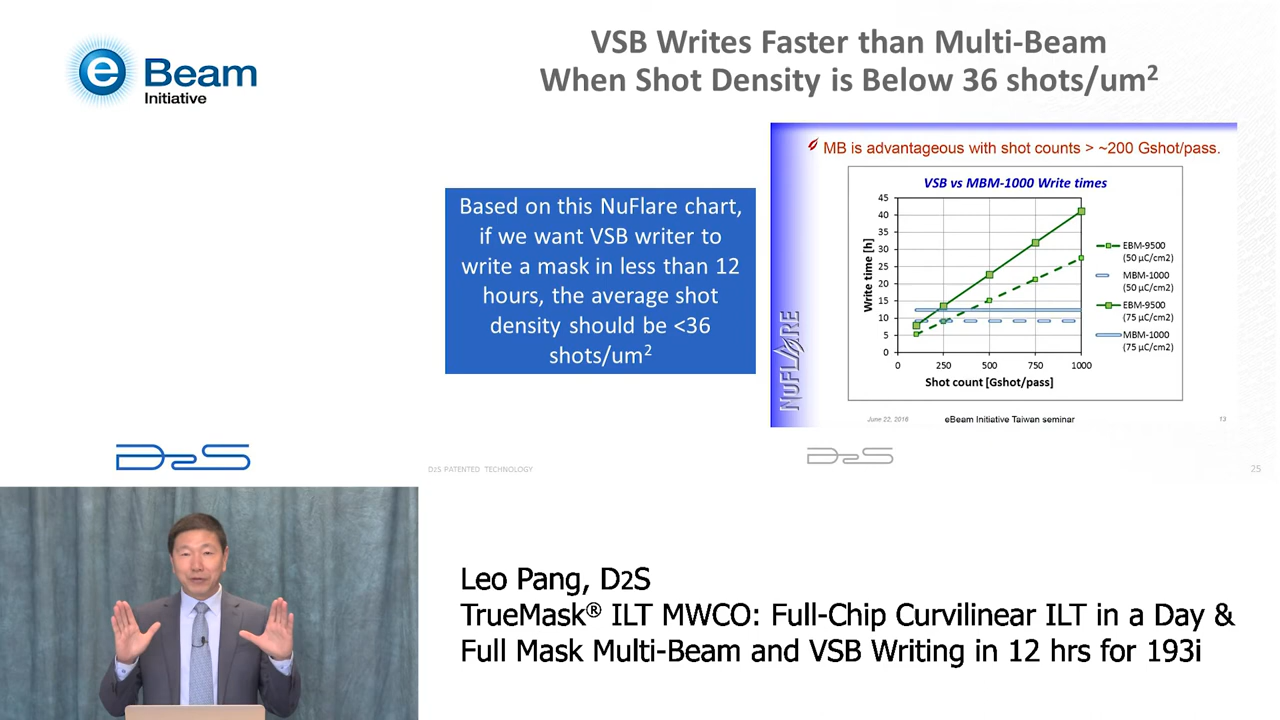 e Beam
Initiative
VSB Writes Faster than Multi-Beam
When Shot Density is Below 36 shots/um²
Based on this NuFlare chart,
if we want VSB writer to
write a mask in less than 12
hours, the average shot
density should be <36
shots/um²
MB is advantageous with shot counts > ~200 Gshot/pass.
VSB vs MBM-1000 Write times
Write time [h]
45
40
35
30
25
20
15
10
5
0
0 250 500 750 1000
Shot count [Gshot/pass]
EBM-9500
(50 µC/cm2)
MBM-1000
(50 µC/cm2)
EBM-9500
(75 µC/cm2)
MBM-1000
(75 µC/cm2)
NUFLARE
June 22, 2016 eBeam Initiative Taiwan seminar 13
D2S
D2S PATENTED TECHNOLOGY
D2S
25
Leo Pang, D2S
TrueMask® ILT MWCO: Full-Chip Curvilinear ILT in a Day &
Full Mask Multi-Beam and VSB Writing in 12 hrs for 193i